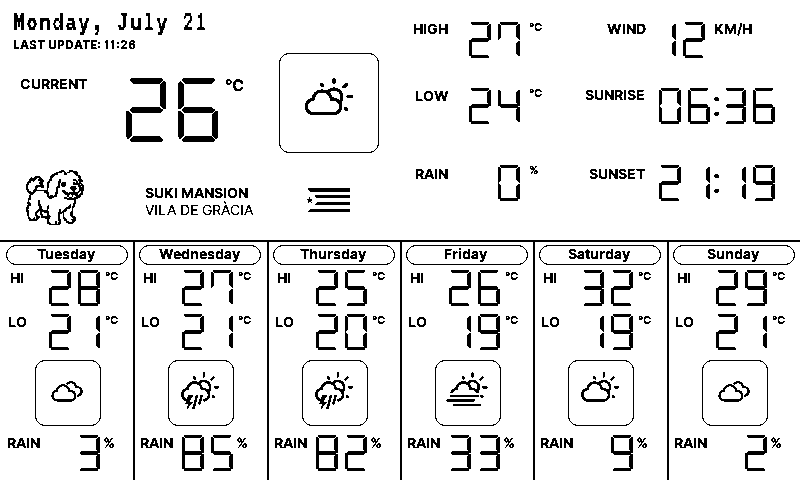 Monday, July 21
LAST UPDATE: 11:26
CURRENT 26 °C
SUKI MANSION
VILA DE GRÀCIA
HIGH 27 °C
LOW 24 °C
RAIN 0 %
WIND 12 KM/H
SUNRISE 06:36
SUNSET 21:19
Tuesday
HI 28 °C
LO 21 °C
RAIN 3 %
Wednesday
HI 27 °C
LO 21 °C
RAIN 85 %
Thursday
HI 25 °C
LO 20 °C
RAIN 82 %
Friday
HI 26 °C
LO 19 °C
RAIN 33 %
Saturday
HI 32 °C
LO 19 °C
RAIN 9 %
Sunday
HI 29 °C
LO 21 °C
RAIN 2 %